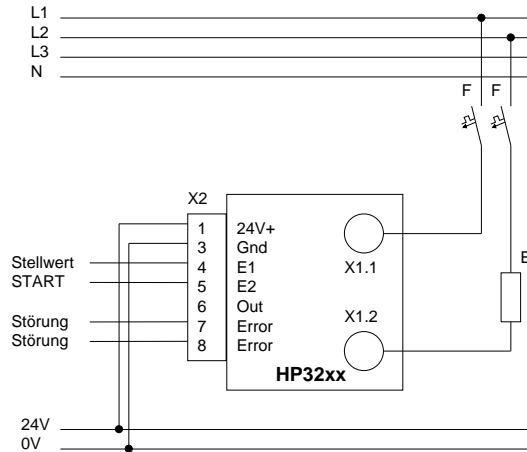 L1
L2
L3
N
F F
X2
1 24V+
3 Gnd
4 E1
5 E2
6 Out
7 Error
8 Error
Stellwert
START
Störung
Störung
X1.1
X1.2
HP32xx
24V
0V